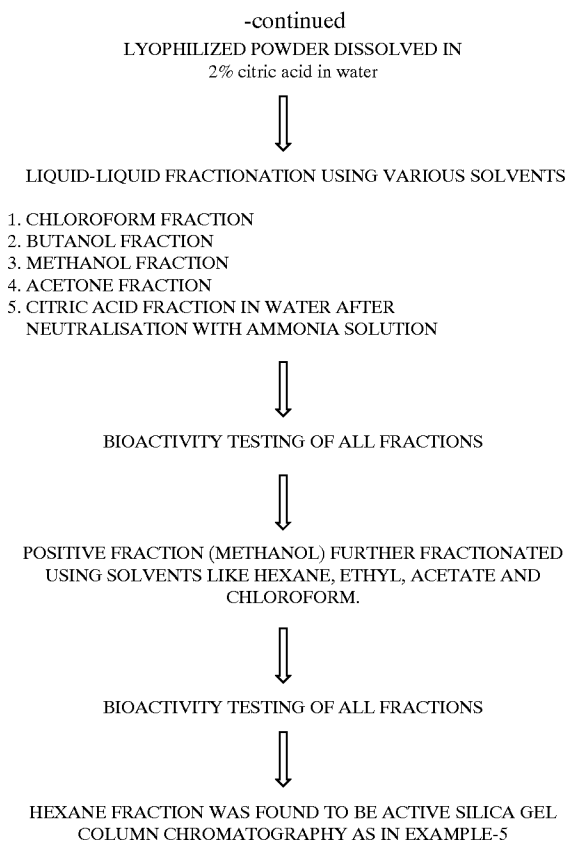 -continued
LYOPHILIZED POWDER DISSOLVED IN
2% citric acid in water
LIQUID-LIQUID FRACTIONATION USING VARIOUS SOLVENTS
1. CHLOROFORM FRACTION
2. BUTANOL FRACTION
3. METHANOL FRACTION
4. ACETONE FRACTION
5. CITRIC ACID FRACTION IN WATER AFTER
NEUTRALISATION WITH AMMONIA SOLUTION
BIOACTIVITY TESTING OF ALL FRACTIONS
POSITIVE FRACTION (METHANOL) FURTHER FRACTIONATED
USING SOLVENTS LIKE HEXANE, ETHYL, ACETATE AND
CHLOROFORM.
BIOACTIVITY TESTING OF ALL FRACTIONS
HEXANE FRACTION WAS FOUND TO BE ACTIVE SILICA GEL
COLUMN CHROMATOGRAPHY AS IN EXAMPLE-5